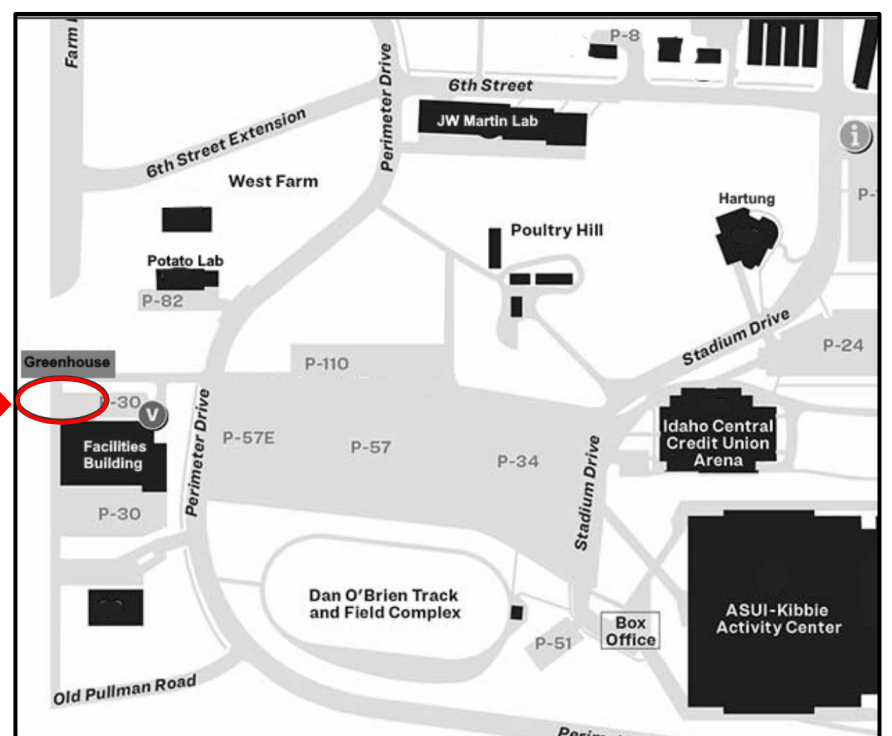 Farm
P-8
Perimeter Drive
6th Street
JW Martin Lab
6th Street Extension
i
West Farm
Hartung
Poultry Hill
Potato Lab
P-82
Stadium Drive
P-24
Greenhouse
P-110
P-30
V
Facilities
Building
Perimeter Drive
P-57E
P-57
P-34
Stadium Drive
Idaho Central
Credit Union
Arena
P-30
Dan O'Brien Track
and Field Complex
Box
Office
P-51
ASUI-Kibbie
Activity Center
Old Pullman Road